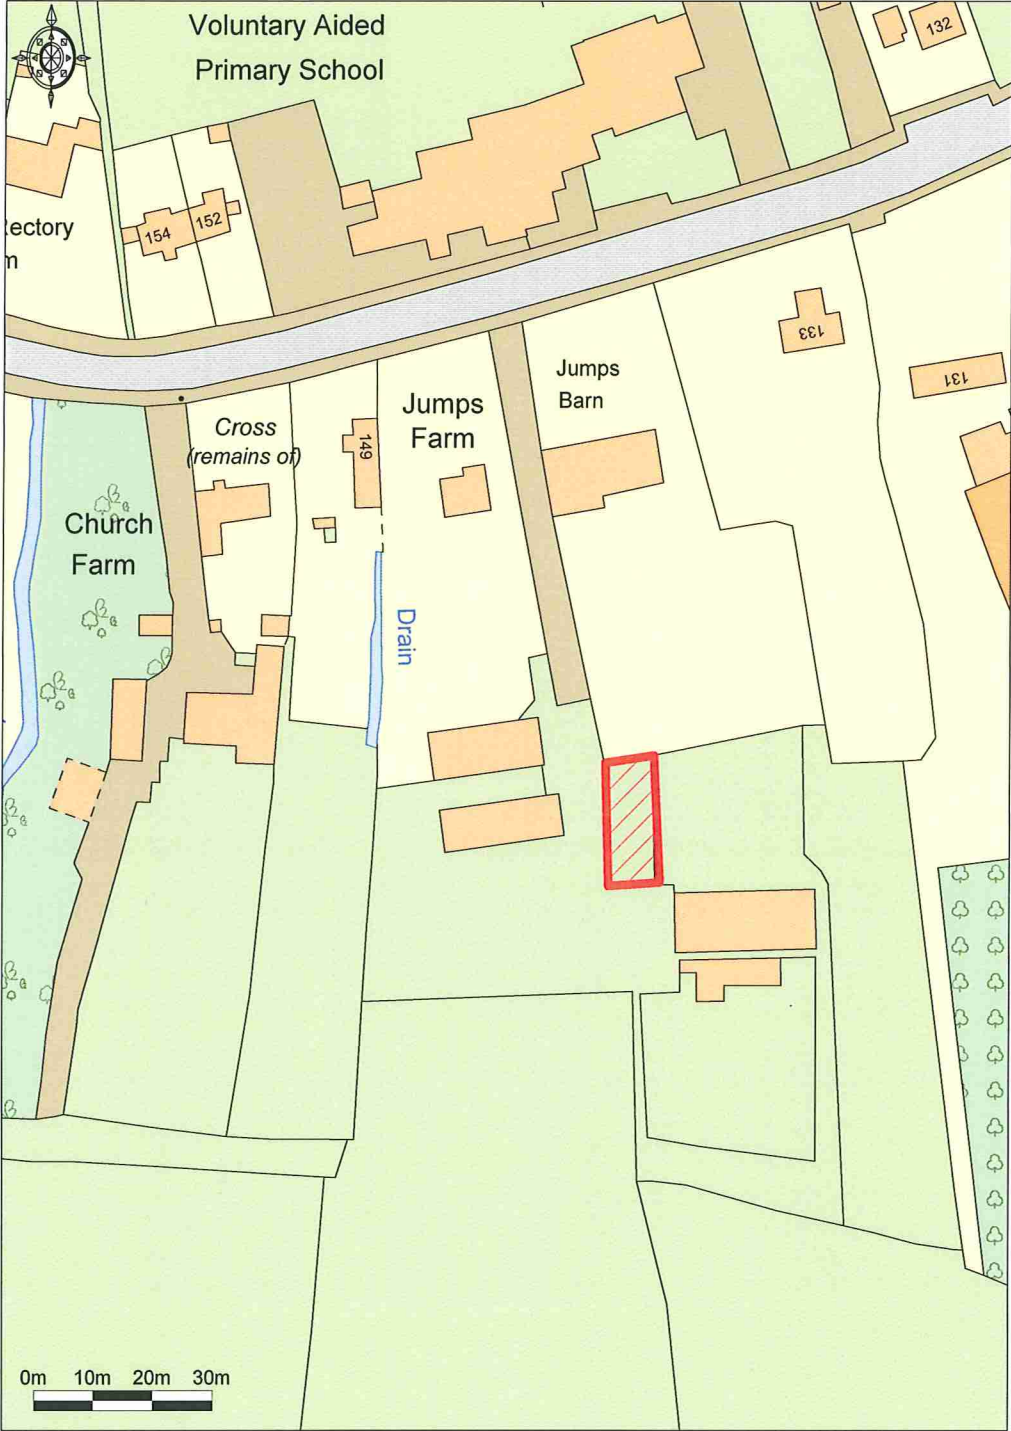 Voluntary Aided
Primary School
132
154
152
ectory
m
133
131
Jumps
Barn
Jumps
Farm
Cross
(remains of)
149
Church
Farm
Drain
0m 10m 20m 30m